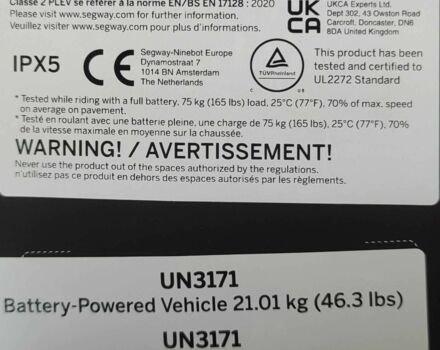 Classe 2 PLEV se référer à la norme EN/BS EN 17128 : 2020
Please visit www.segway.com for further information.
Veuillez visiter www.segway.com pour plus d'informations.
UK
CA
UKCA Experts Ltd.
Dept 302, 43 Owston Road
Carcroft, Doncaster, DN6
8DA United Kingdom
IPX5
CE
Segway-Ninebot Europe
Dynamostraat 7
1014 BN Amsterdam
The Netherlands
TÜVRheinland
C US
This product has been
tested and certified to
UL2272 Standard
* Tested while riding with a full battery, 75 kg (165 lbs) load, 25°C (77°F), 70% of max. speed
on average on pavement.
* Testé en roulant avec une batterie pleine, une charge de 75 kg (165 lbs), 25°C (77°F), 70%
de la vitesse maximale en moyenne sur la chaussée.
WARNING! / AVERTISSEMENT!
Never use the product out of the spaces authorized by the regulations.
n'utilisez pas ce produit en dehors des espaces autorisés par les règlements.
UN3171
Battery-Powered Vehicle 21.01 kg (46.3 lbs)
UN3171